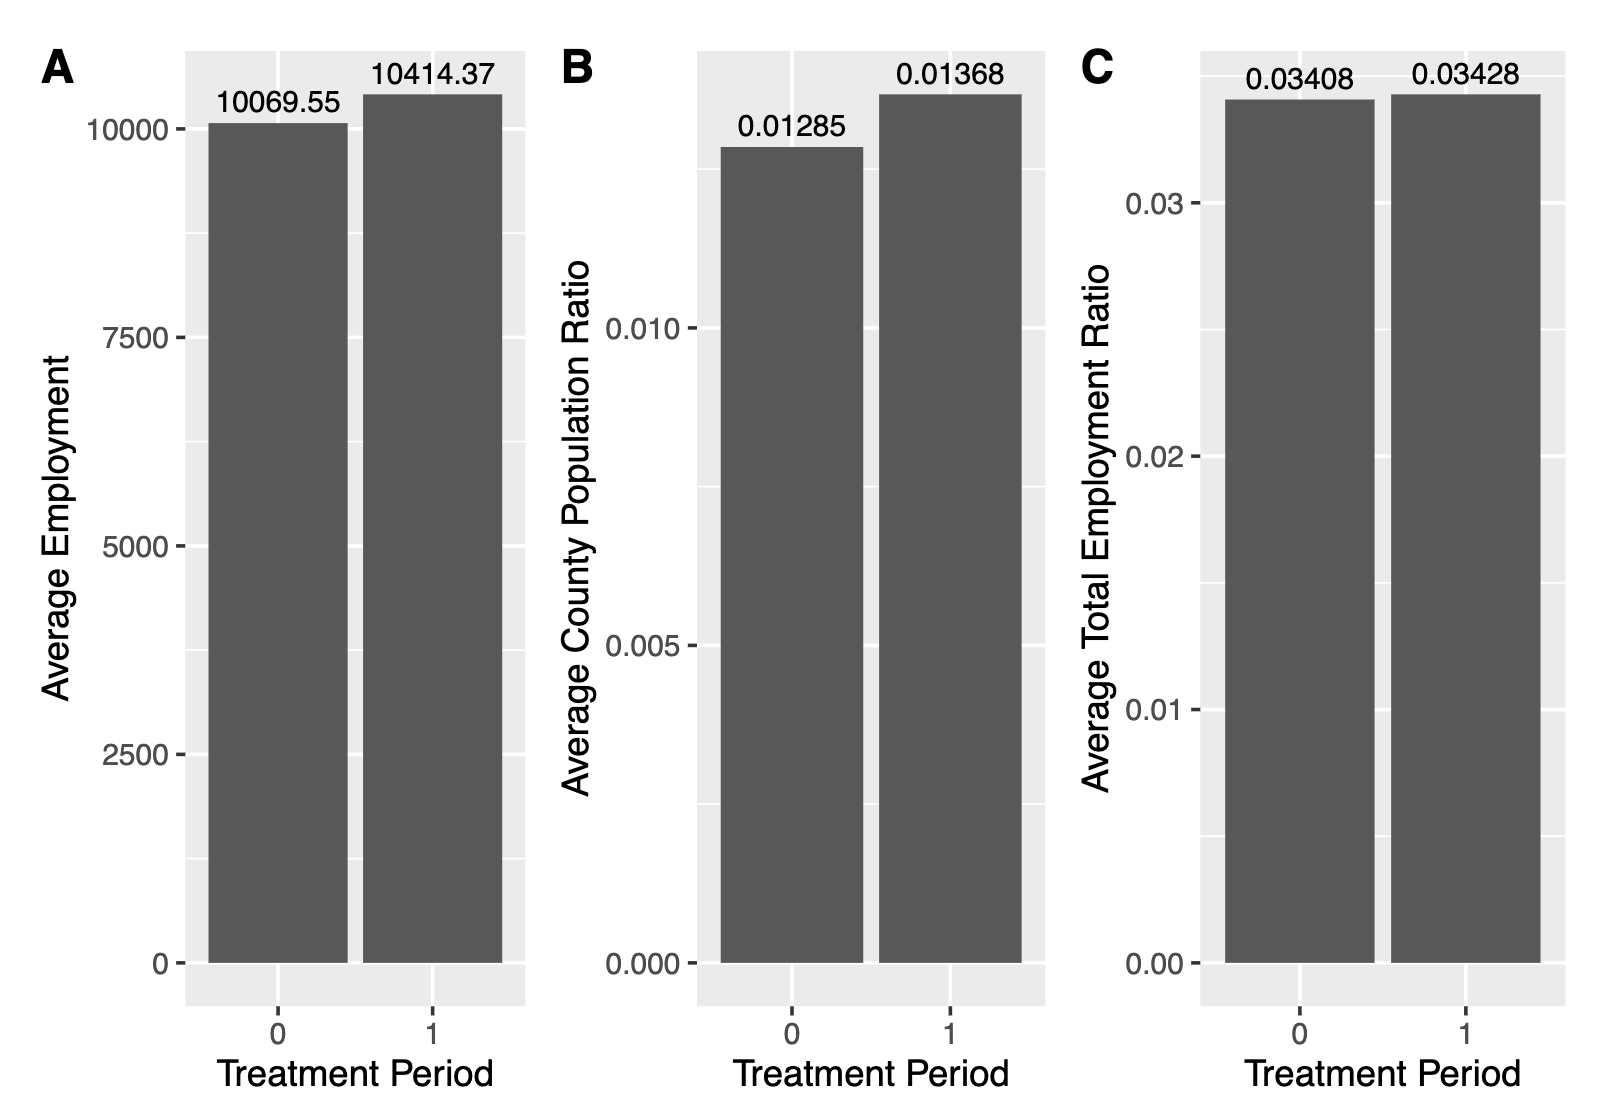 A
10069.55
10414.37
10000
7500
5000
2500
0
Average Employment
0
1
Treatment Period
B
0.01285
0.01368
0.010
0.005
0.000
Average County Population Ratio
0
1
Treatment Period
C
0.03408
0.03428
0.03
0.02
0.01
0.00
Average Total Employment Ratio
0
1
Treatment Period